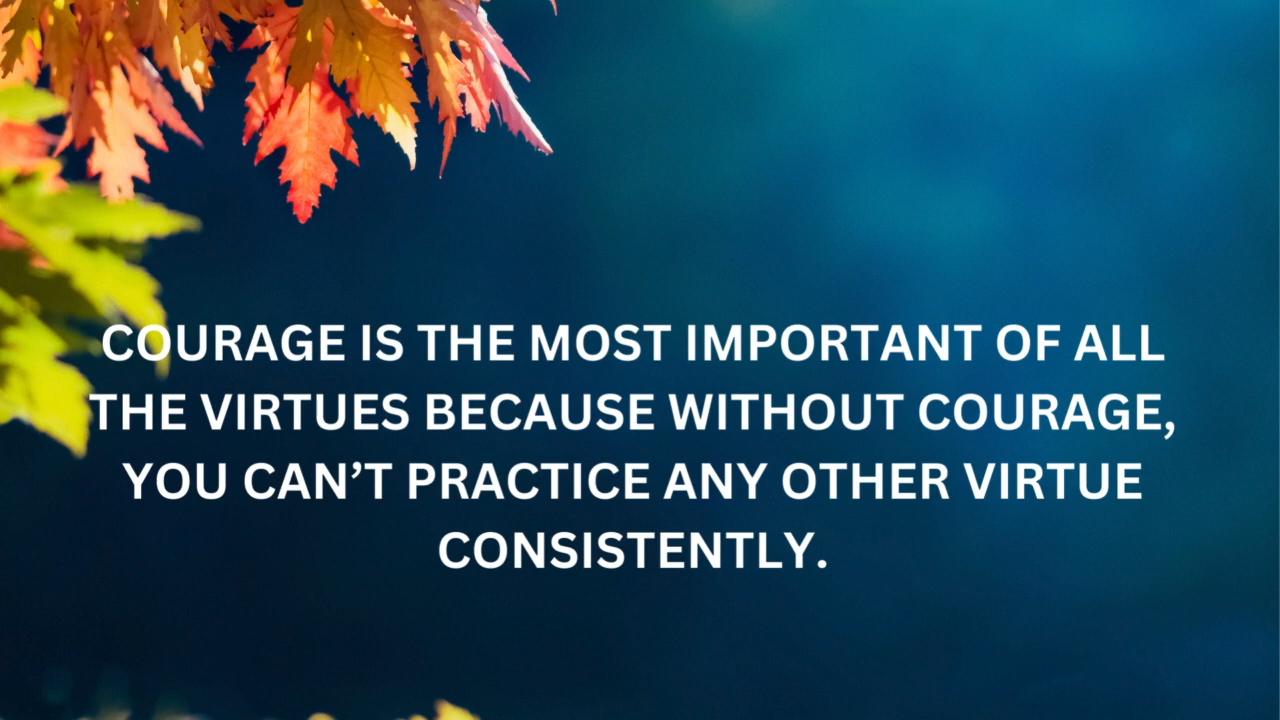 COURAGE IS THE MOST IMPORTANT OF ALL
THE VIRTUES BECAUSE WITHOUT COURAGE,
YOU CAN’T PRACTICE ANY OTHER VIRTUE
CONSISTENTLY.